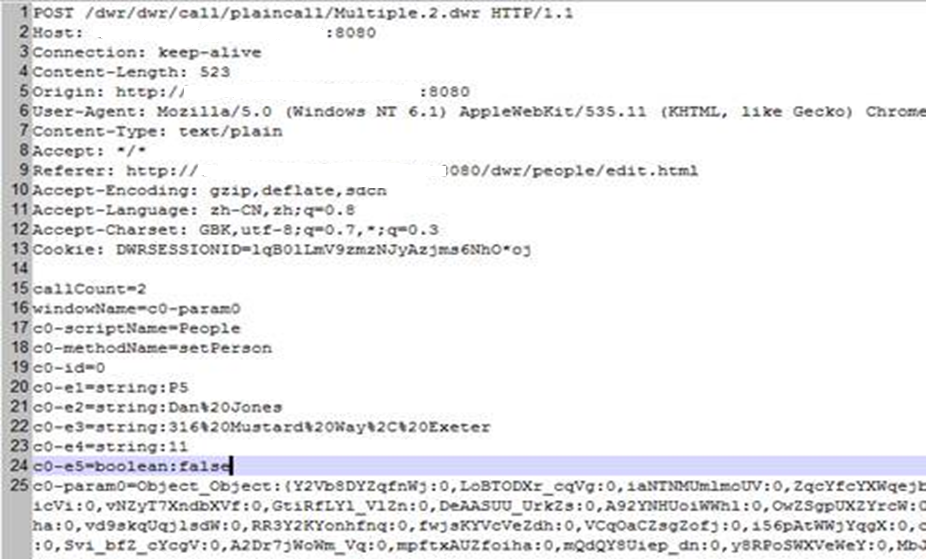 1 POST /dwr/dwr/call/plaincall/Multiple.2.dwr HTTP/1.1
2 Host: :8080
3 Connection: keep-alive
4 Content-Length: 523
5 Origin: http:// :8080
6 User-Agent: Mozilla/5.0 (Windows NT 6.1) AppleWebKit/535.11 (KHTML, like Gecko) Chrome
7 Content-Type: text/plain
8 Accept: */*
9 Referer: http:// 080/dwr/people/edit.html
10 Accept-Encoding: gzip,deflate,sdch
11 Accept-Language: zh-CN,zh;q=0.8
12 Accept-Charset: GBK,utf-8;q=0.7,*;q=0.3
13 Cookie: DWRSESSIONID=lqB0lLmV9zmzNJyAzjms6NhO*oj
14
15 callCount=2
16 windowName=c0-param0
17 c0-scriptName=People
18 c0-methodName=setPerson
19 c0-id=0
20 c0-e1=string:P5
21 c0-e2=string:Dan%20Jones
22 c0-e3=string:316%20Mustard%20Way%2C%20Exeter
23 c0-e4=string:11
24 c0-e5=boolean:false
25 c0-param0=Object_Object:{Y2Vb8DYZqfnWj:0,LoBTODXr_cqVg:0,iaNTNMUmlmoUV:0,ZqcYfcYXWqejb
icVi:0,vNZyT7XndbXVf:0,GtiRfLYl_VlZn:0,DeAASUU_UrkZs:0,A92YNHUoiWWhl:0,OwZSgpUXZYrcW:0
ha:0,vd9skqUqjlsdW:0,RR3Y2KYonhfnq:0,fwjsKYVcVeZdh:0,VCqOaCZsgZofj:0,i56pAtWWjYqgX:0,c
:0,Svi_bfZ_cYcgV:0,A2Dr7jWoWm_Vq:0,mpftxAUZfoiha:0,mQdQY8Uiep_dn:0,y8RPoSWXVeWeY:0,MbJ